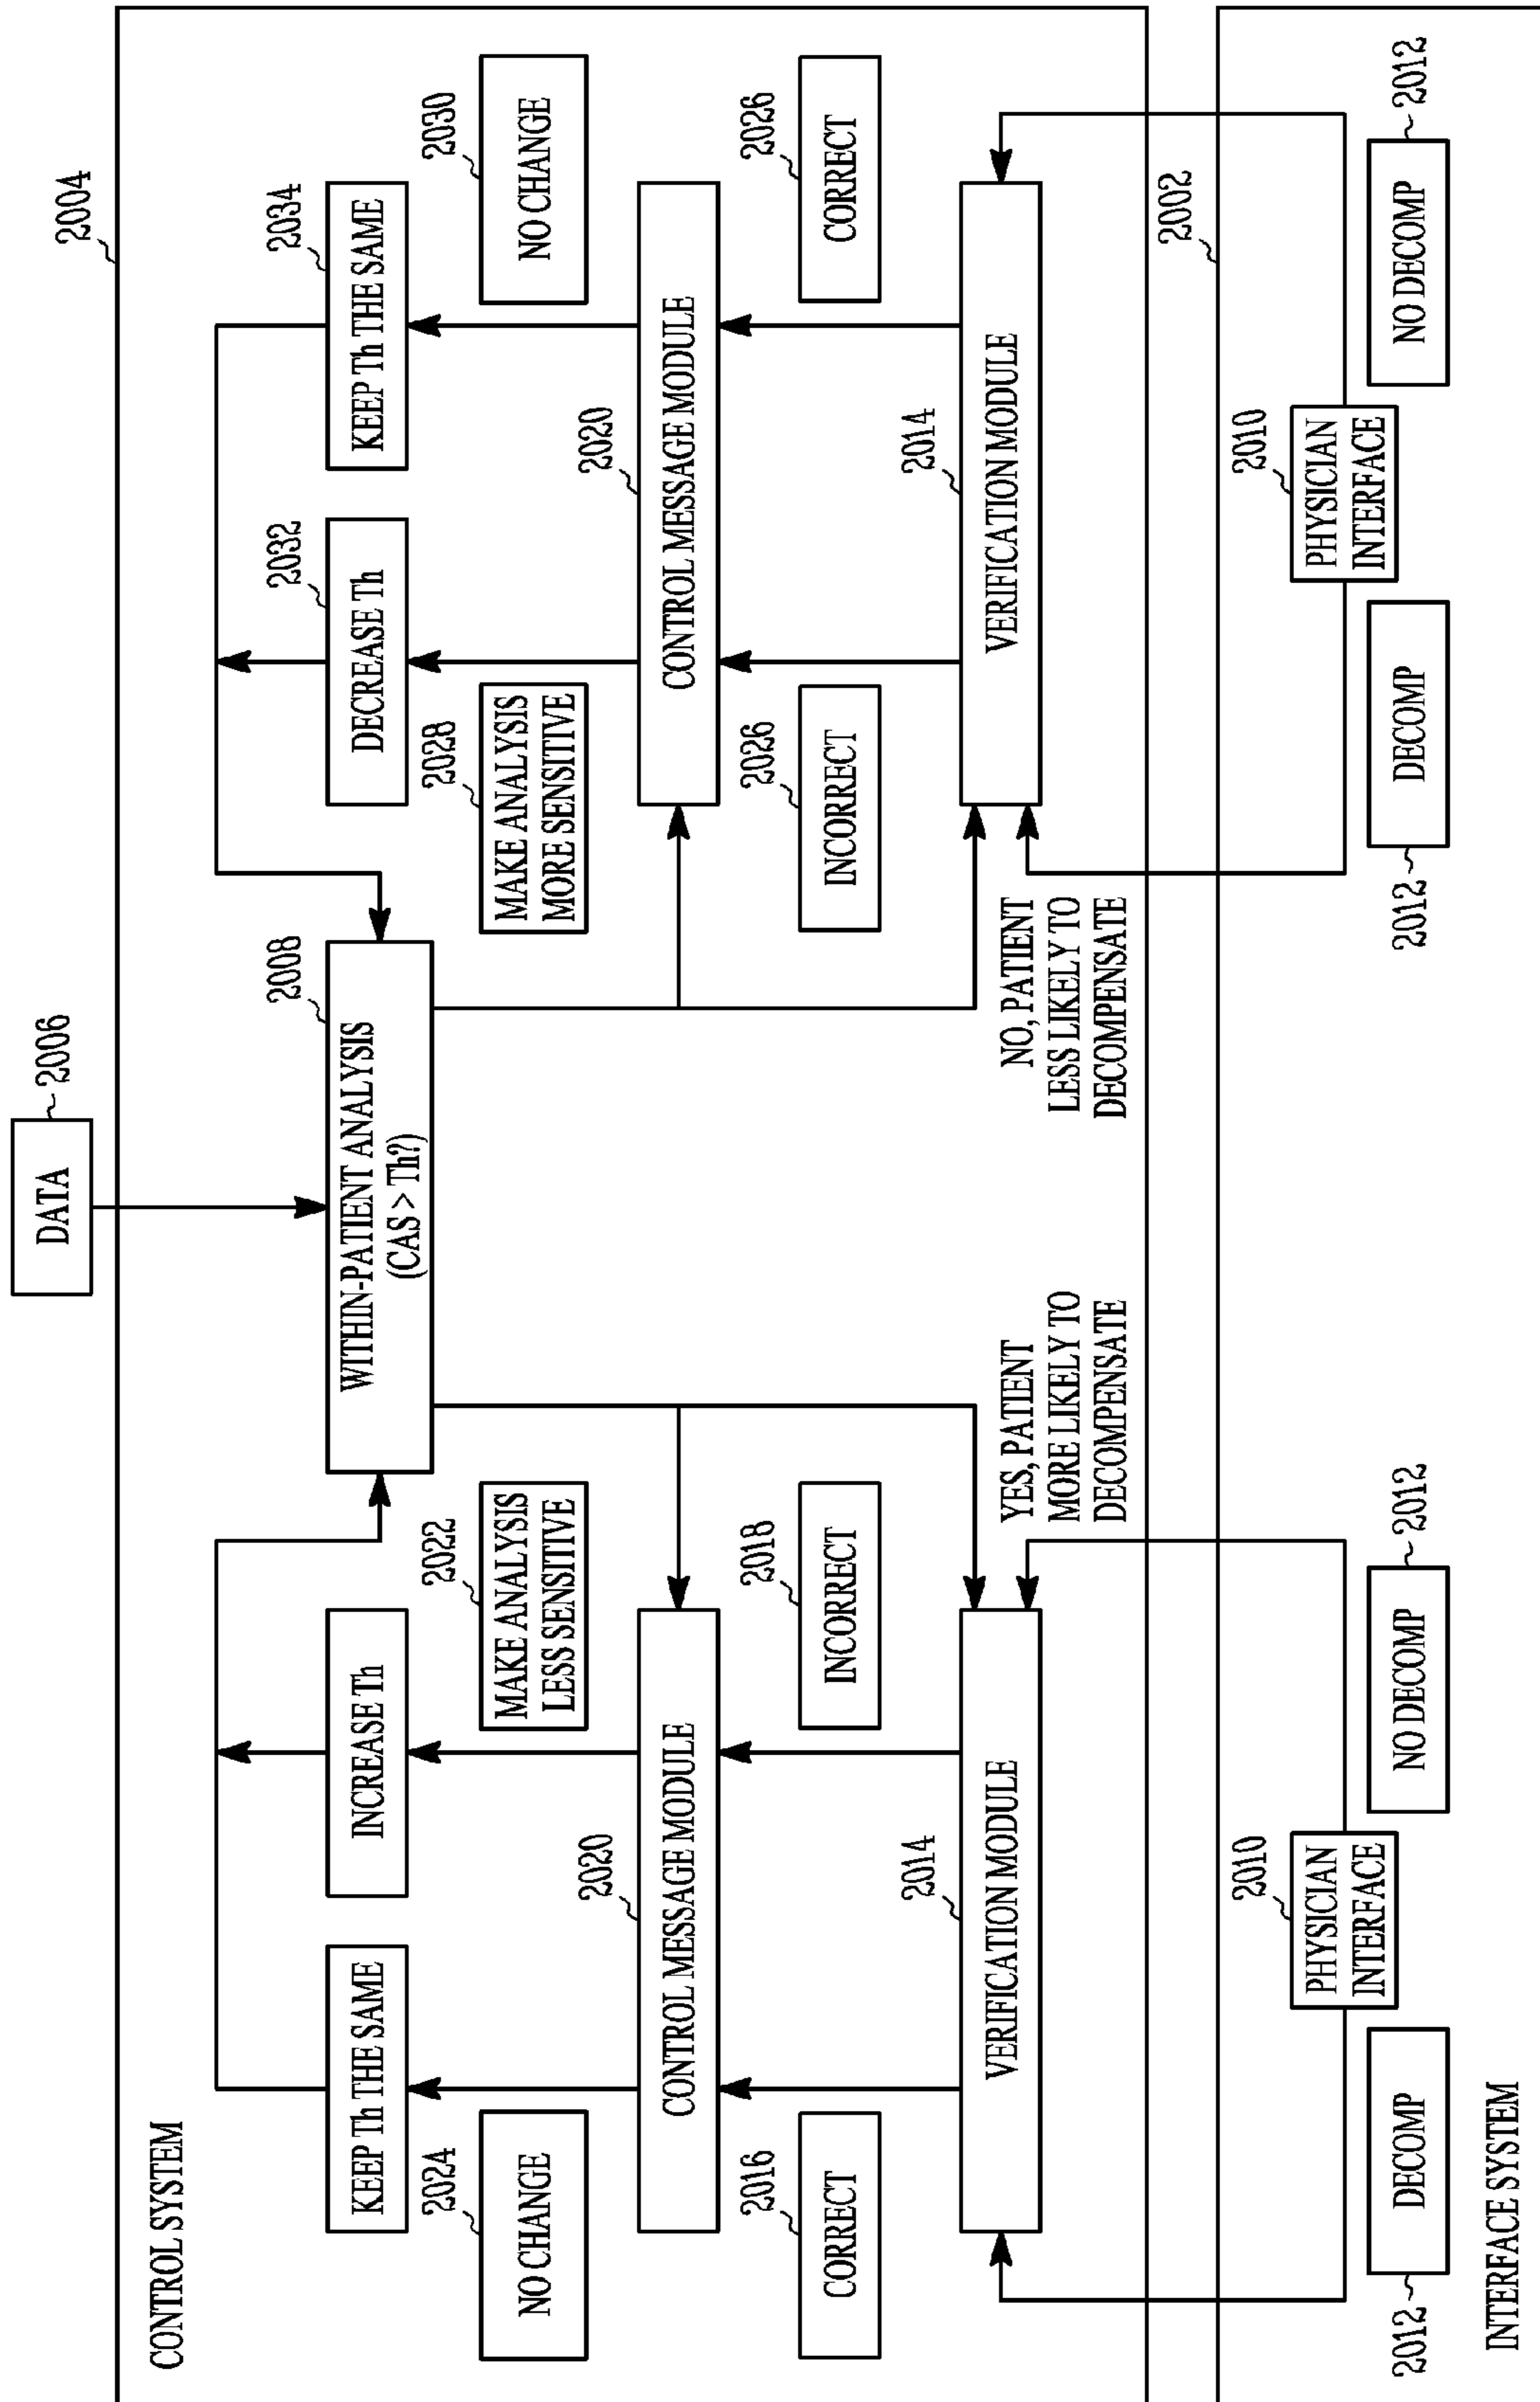 DATA
2006
2004
CONTROL SYSTEM
WITHIN-PATIENT ANALYSIS
(CAS > Th?)
2008
KEEP Th THE SAME
INCREASE Th
DECREASE Th
2032
KEEP Th THE SAME
2034
NO CHANGE
2024
MAKE ANALYSIS
LESS SENSITIVE
2022
MAKE ANALYSIS
MORE SENSITIVE
2028
NO CHANGE
2030
CONTROL MESSAGE MODULE
2020
CONTROL MESSAGE MODULE
2020
CORRECT
2016
INCORRECT
2018
INCORRECT
2026
CORRECT
2026
VERIFICATION MODULE
2014
VERIFICATION MODULE
2014
YES, PATIENT
MORE LIKELY TO
DECOMPENSATE
NO, PATIENT
LESS LIKELY TO
DECOMPENSATE
2002
PHYSICIAN
INTERFACE
2010
PHYSICIAN
INTERFACE
2010
DECOMP
2012
NO DECOMP
2012
DECOMP
2012
NO DECOMP
2012
INTERFACE SYSTEM